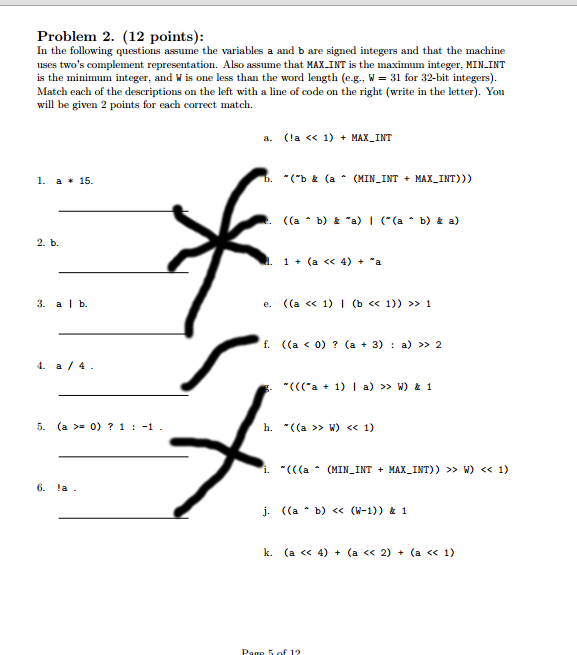 Problem 2. (12 points):
In the following questions assume the variables a and b are signed integers and that the machine
uses two's complement representation. Also assume that MAX_INT is the maximum integer, MIN_INT
is the minimum integer, and W is one less than the word length (e.g., W = 31 for 32-bit integers).
Match each of the descriptions on the left with a line of code on the right (write in the letter). You
will be given 2 points for each correct match.
a. (!a << 1) + MAX_INT
1. a * 15.
b. ~(~b & (a ^ (MIN_INT + MAX_INT)))
((a ^ b) & ~a) | (~(a ^ b) & a)
2. b.
1 + (a << 4) + ~a
3. a | b.
e. ((a << 1) | (b << 1)) >> 1
f. ((a < 0) ? (a + 3) : a) >> 2
4. a / 4 .
g. ~(((~a + 1) | a) >> W) & 1
5. (a >= 0) ? 1 : -1 .
h. ~((a >> W) << 1)
i. ~(((a ^ (MIN_INT + MAX_INT)) >> W) << 1)
6. !a .
j. ((a ^ b) << (W-1)) & 1
k. (a << 4) + (a << 2) + (a << 1)
Page 5 of 12